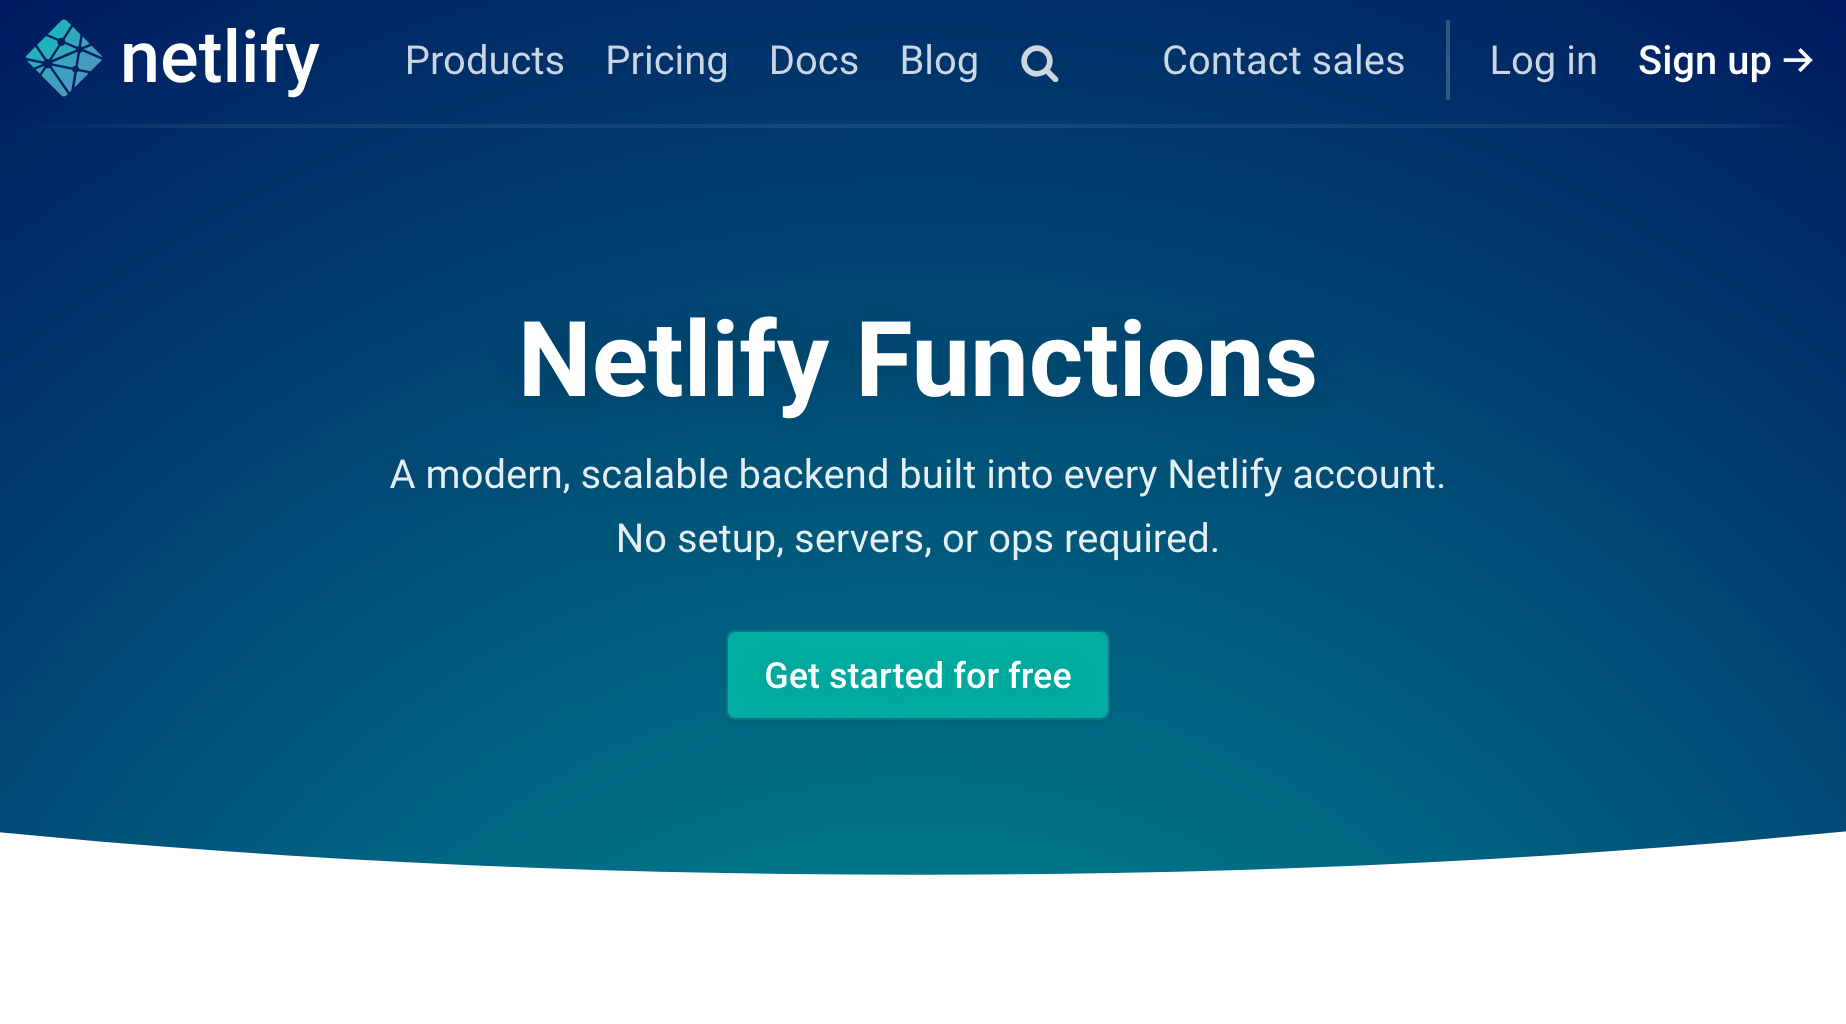 netlify Products Pricing Docs Blog Contact sales Log in Sign up →
Netlify Functions
A modern, scalable backend built into every Netlify account.
No setup, servers, or ops required.
Get started for free